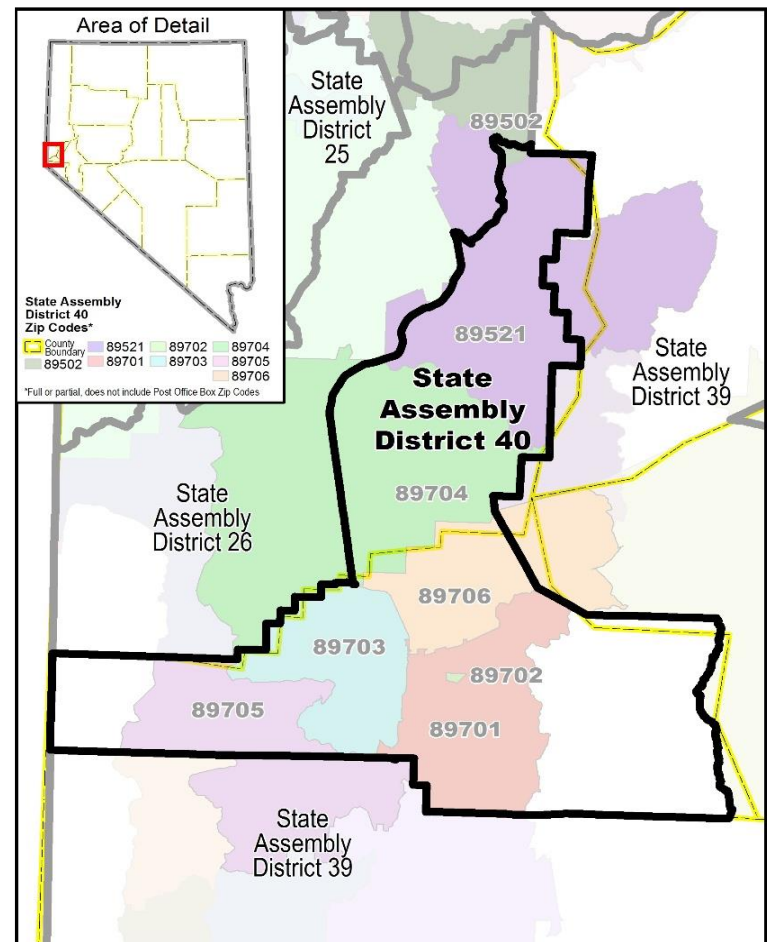 Area of Detail
State Assembly
District 40
Zip Codes*
County
Boundary
89521
89702
89704
89502
89701
89703
89705
89706
*Full or partial, does not include Post Office Box Zip Codes
State
Assembly
District
25
89502
89521
State
Assembly
District 39
State
Assembly
District 40
89704
State
Assembly
District 26
89706
89703
89702
89705
89701
State
Assembly
District 39